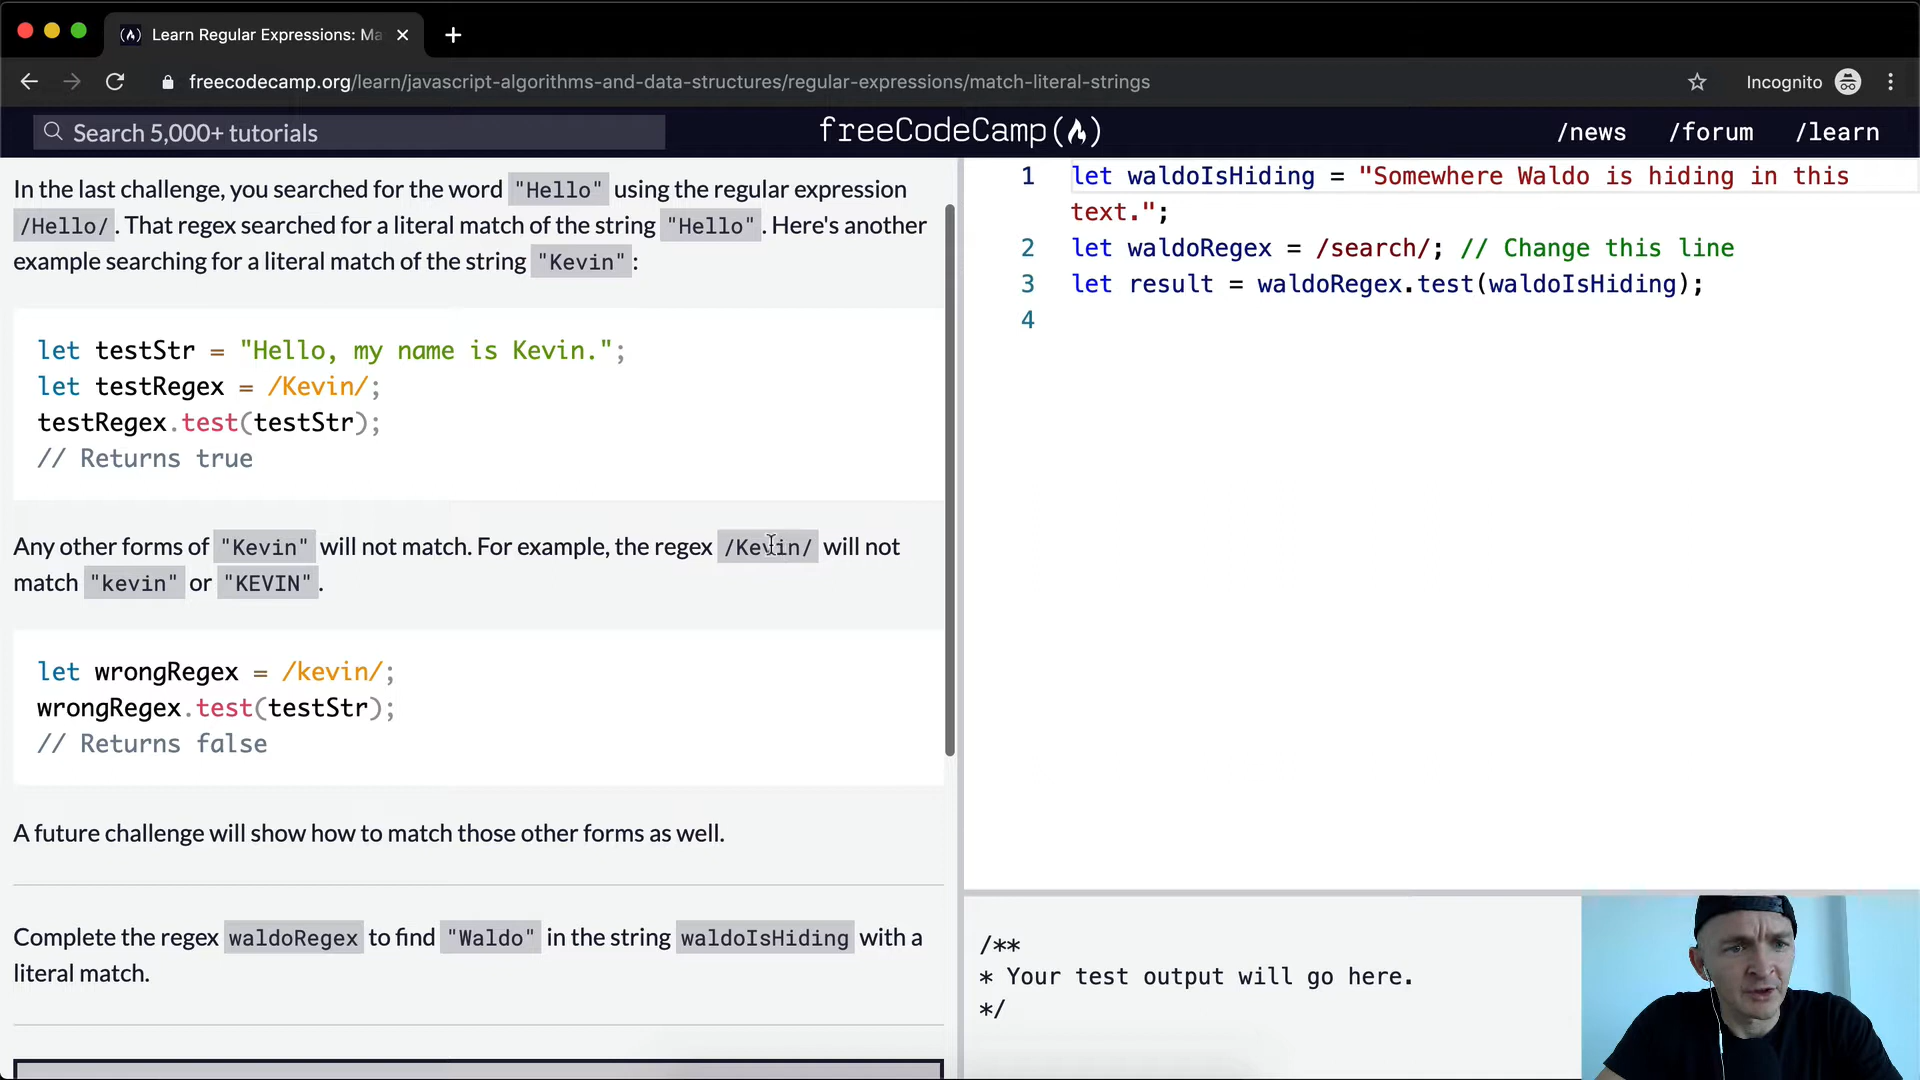 Learn Regular Expressions: Ma
freecodecamp.org/learn/javascript-algorithms-and-data-structures/regular-expressions/match-literal-strings
Incognito
Search 5,000+ tutorials
freeCodeCamp
/news /forum /learn
In the last challenge, you searched for the word "Hello" using the regular expression
/Hello/. That regex searched for a literal match of the string "Hello". Here's another
example searching for a literal match of the string "Kevin":
let testStr = "Hello, my name is Kevin.";
let testRegex = /Kevin/;
testRegex.test(testStr);
// Returns true
Any other forms of "Kevin" will not match. For example, the regex /Kevin/ will not
match "kevin" or "KEVIN".
let wrongRegex = /kevin/;
wrongRegex.test(testStr);
// Returns false
A future challenge will show how to match those other forms as well.
Complete the regex waldoRegex to find "Waldo" in the string waldoIsHiding with a
literal match.
1 let waldoIsHiding = "Somewhere Waldo is hiding in this
text.";
2 let waldoRegex = /search/; // Change this line
3 let result = waldoRegex.test(waldoIsHiding);
4
/**
* Your test output will go here.
*/